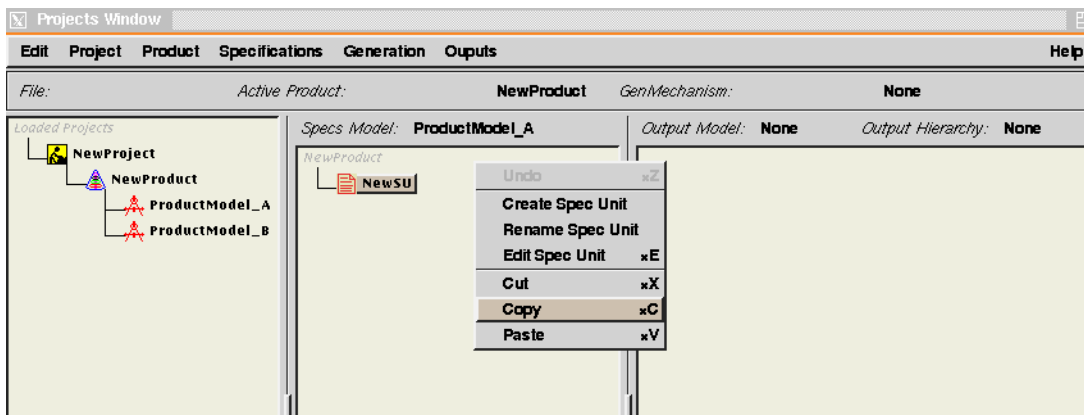 Projects Window
Edit Project Product Specifications Generation Ouputs Help
File: Active Product: NewProduct GenMechanism: None
Loaded Projects
NewProject
NewProduct
ProductModel_A
ProductModel_B
Specs Model: ProductModel_A
NewProduct
NewSU
Undo ×Z
Create Spec Unit
Rename Spec Unit
Edit Spec Unit ×E
Cut ×X
Copy ×C
Paste ×V
Output Model: None Output Hierarchy: None